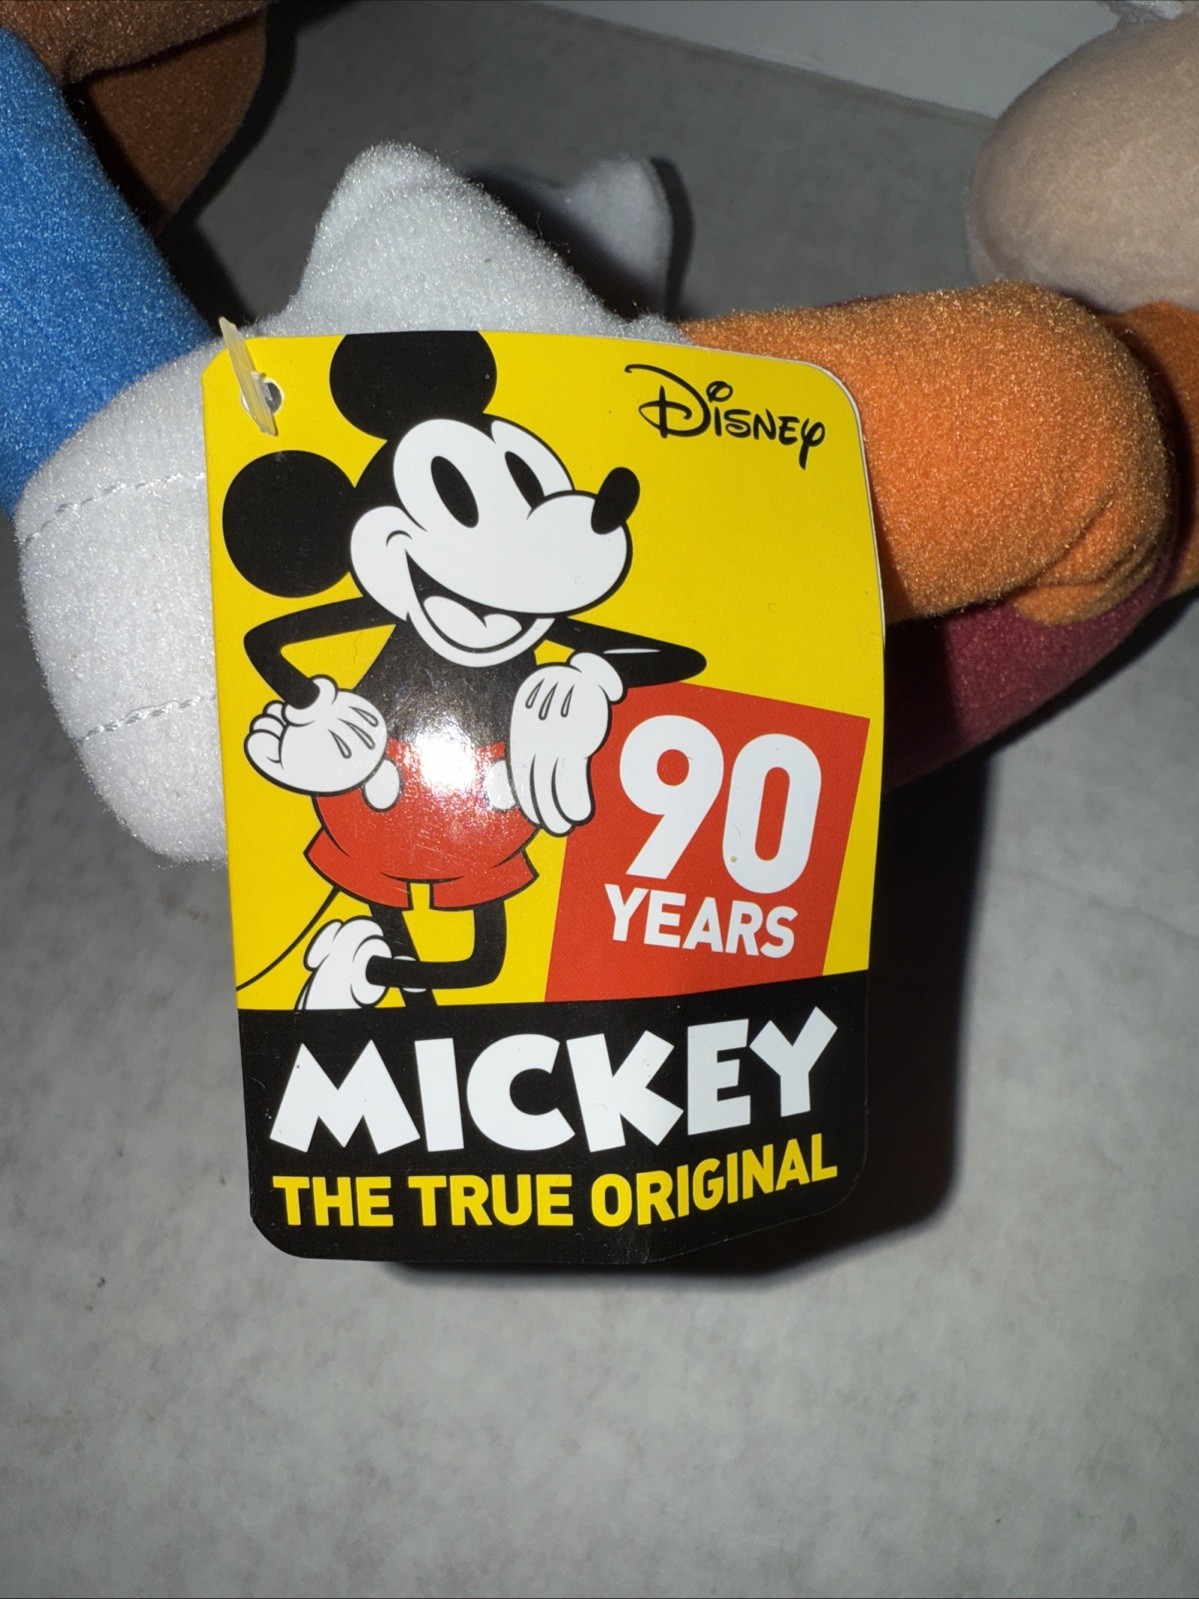 Disney
90
YEARS
MICKEY
THE TRUE ORIGINAL